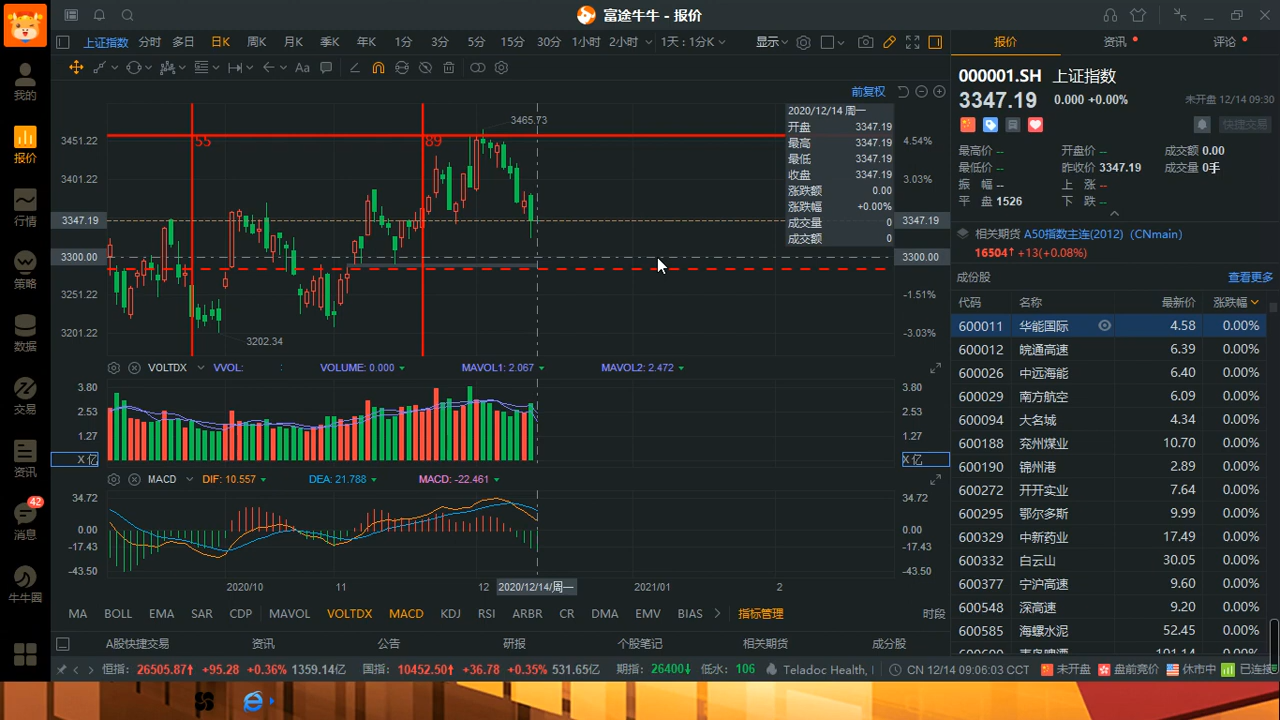 富途牛牛 - 报价
上证指数 分时 多日 日K 周K 月K 季K 年K 1分 3分 5分 15分 30分 1小时 2小时 1天：1分K 显示
报价 资讯 评论
Aa
前复权
我的
报价
行情
策略
数据
交易
资讯
42
消息
牛牛圈
000001.SH 上证指数
3347.19 0.000 +0.00% 未开盘 12/14 09:30
快捷交易
最高价 -- 开盘价 -- 成交额 0.00
最低价 -- 昨收价 3347.19 成交量 0手
振 幅 -- 上 涨 --
平 盘 1526 下 跌 --
相关期货 A50指数主连(2012)（CNmain）
16504↑ +13(+0.08%)
成份股 查看更多
代码 名称 最新价 涨跌幅
600011 华能国际 4.58 0.00%
600012 皖通高速 6.39 0.00%
600026 中远海能 6.40 0.00%
600029 南方航空 6.09 0.00%
600094 大名城 4.34 0.00%
600188 兖州煤业 10.70 0.00%
600190 锦州港 2.89 0.00%
600272 开开实业 7.64 0.00%
600295 鄂尔多斯 9.99 0.00%
600329 中新药业 17.49 0.00%
600332 白云山 30.05 0.00%
600377 宁沪高速 9.60 0.00%
600548 深高速 9.20 0.00%
600585 海螺水泥 52.45 0.00%
2020/12/14 周一
开盘 3347.19
最高 3347.19
最低 3347.19
收盘 3347.19
涨跌额 0.00
涨跌幅 +0.00%
成交量 0
成交额 0
55 89
3465.73
3202.34
3451.22 4.54%
3401.22 3.03%
3347.19 3347.19
3300.00 3300.00
3251.22 -1.51%
3201.22 -3.03%
VOLTDX VVOL: : VOLUME: 0.000 MAVOL1: 2.067 MAVOL2: 2.472
3.80 3.80
2.53 2.53
1.27 1.27
X 亿 X 亿
MACD DIF: 10.557 DEA: 21.788 MACD: -22.461
34.72 34.72
0.00 0.00
-17.43 -17.43
-43.50 -43.50
2020/10 11 12 2020/12/14/周一 2021/01 2
MA BOLL EMA SAR CDP MAVOL VOLTDX MACD KDJ RSI ARBR CR DMA EMV BIAS 指标管理 时段
A股快捷交易 资讯 公告 研报 个股笔记 相关期货 成分股
恒指: 26505.87↑ +95.28 +0.36% 1359.14亿 国指: 10452.50↑ +36.78 +0.35% 531.65亿 期指: 26400↓ 低水: 106 Teladoc Health, CN 12/14 09:06:03 CCT 未开盘 盘前竞价 休市中 已连接